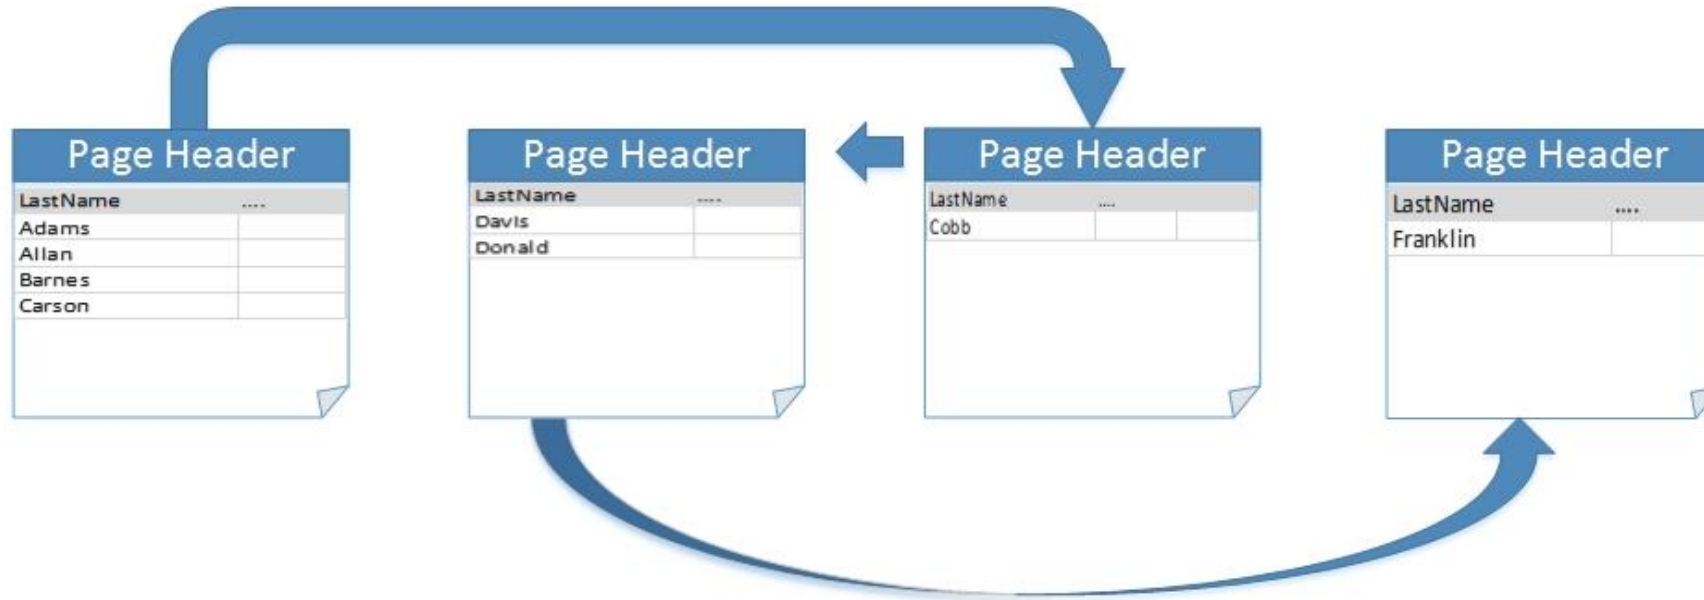 Page Header
LastName ....
Adams
Allan
Barnes
Carson
Page Header
LastName ....
Davis
Donald
Page Header
LastName ....
Cobb
Page Header
LastName ....
Franklin